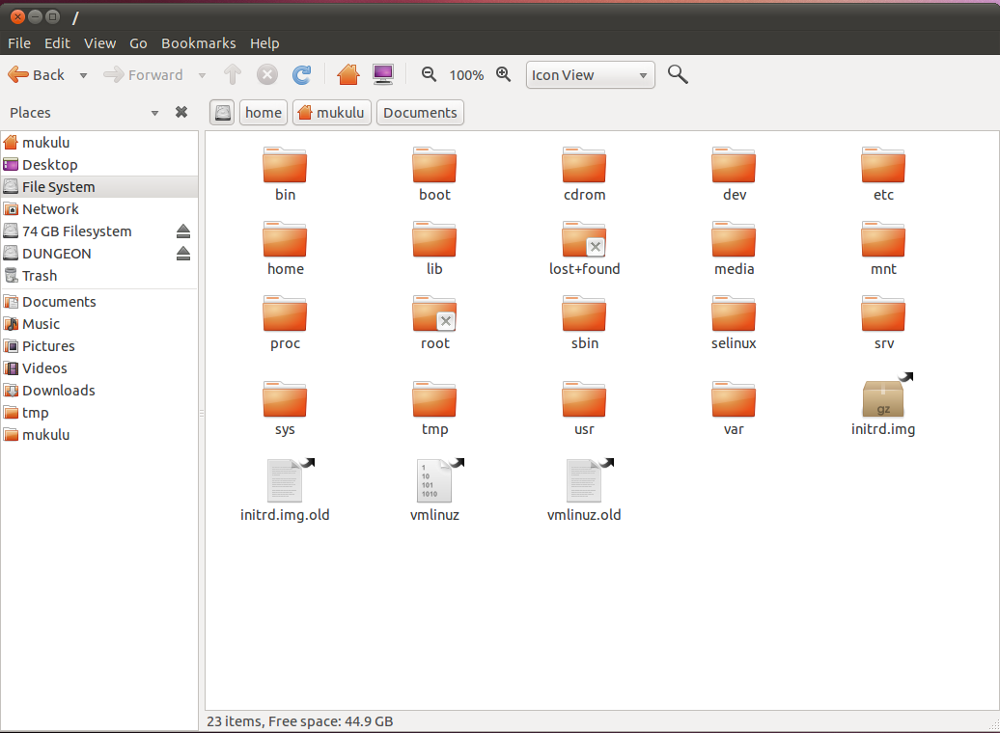 /
File Edit View Go Bookmarks Help
Back Forward 100% Icon View
Places home mukulu Documents
mukulu
Desktop
File System
Network
74 GB Filesystem
DUNGEON
Trash
Documents
Music
Pictures
Videos
Downloads
tmp
mukulu
bin boot cdrom dev etc
home lib lost+found media mnt
proc root sbin selinux srv
gz
sys tmp usr var initrd.img
1
10
101
1010
initrd.img.old vmlinuz vmlinuz.old
23 items, Free space: 44.9 GB